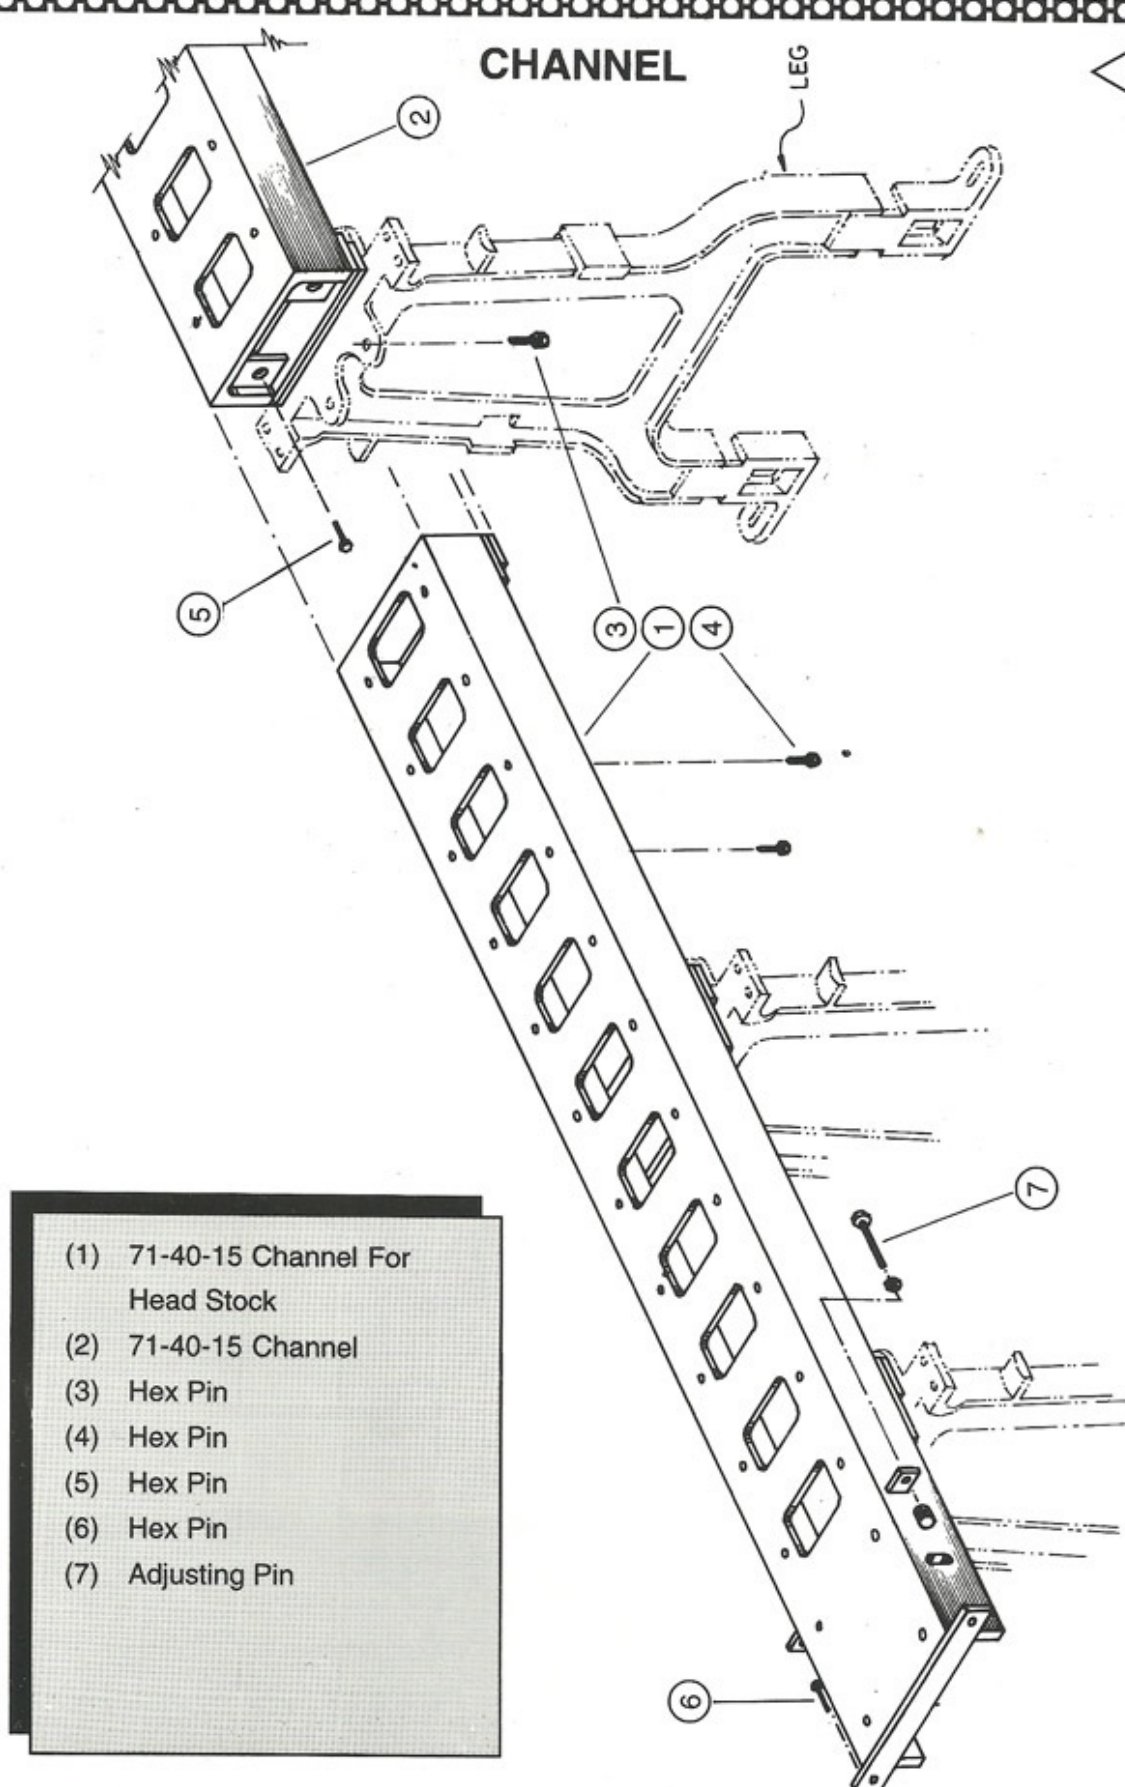 CHANNEL
LEG
2
5
3 1 4
7
6
(1) 71-40-15 Channel For
Head Stock
(2) 71-40-15 Channel
(3) Hex Pin
(4) Hex Pin
(5) Hex Pin
(6) Hex Pin
(7) Adjusting Pin